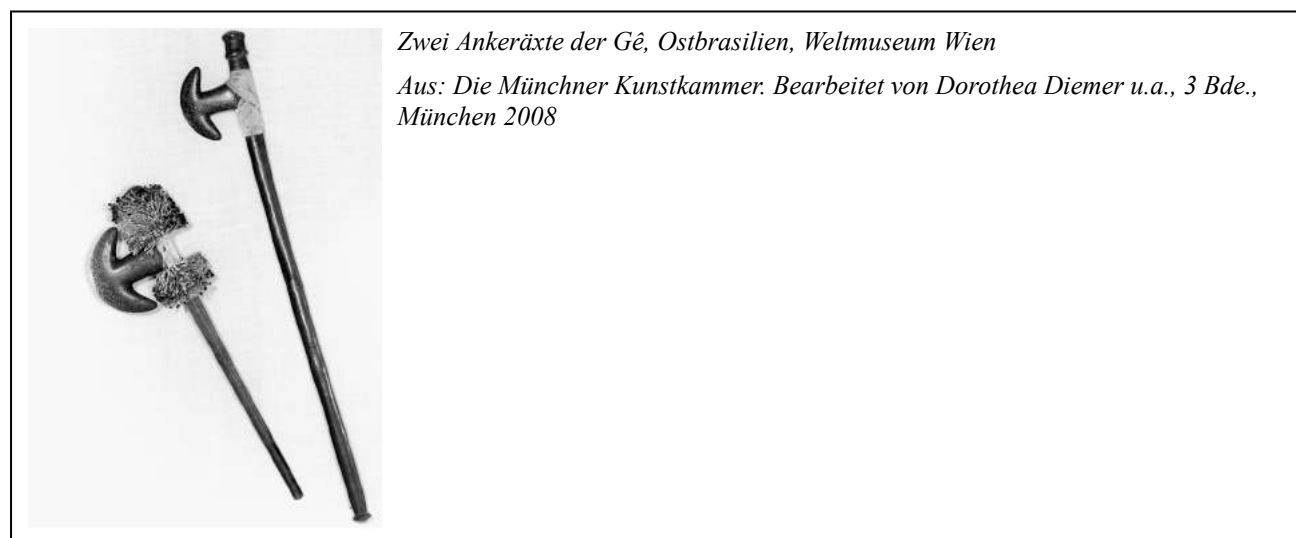 Zwei Ankeräxte der Gê, Ostbrasilien, Weltmuseum Wien
Aus: Die Münchner Kunstkammer. Bearbeitet von Dorothea Diemer u.a., 3 Bde.,
München 2008